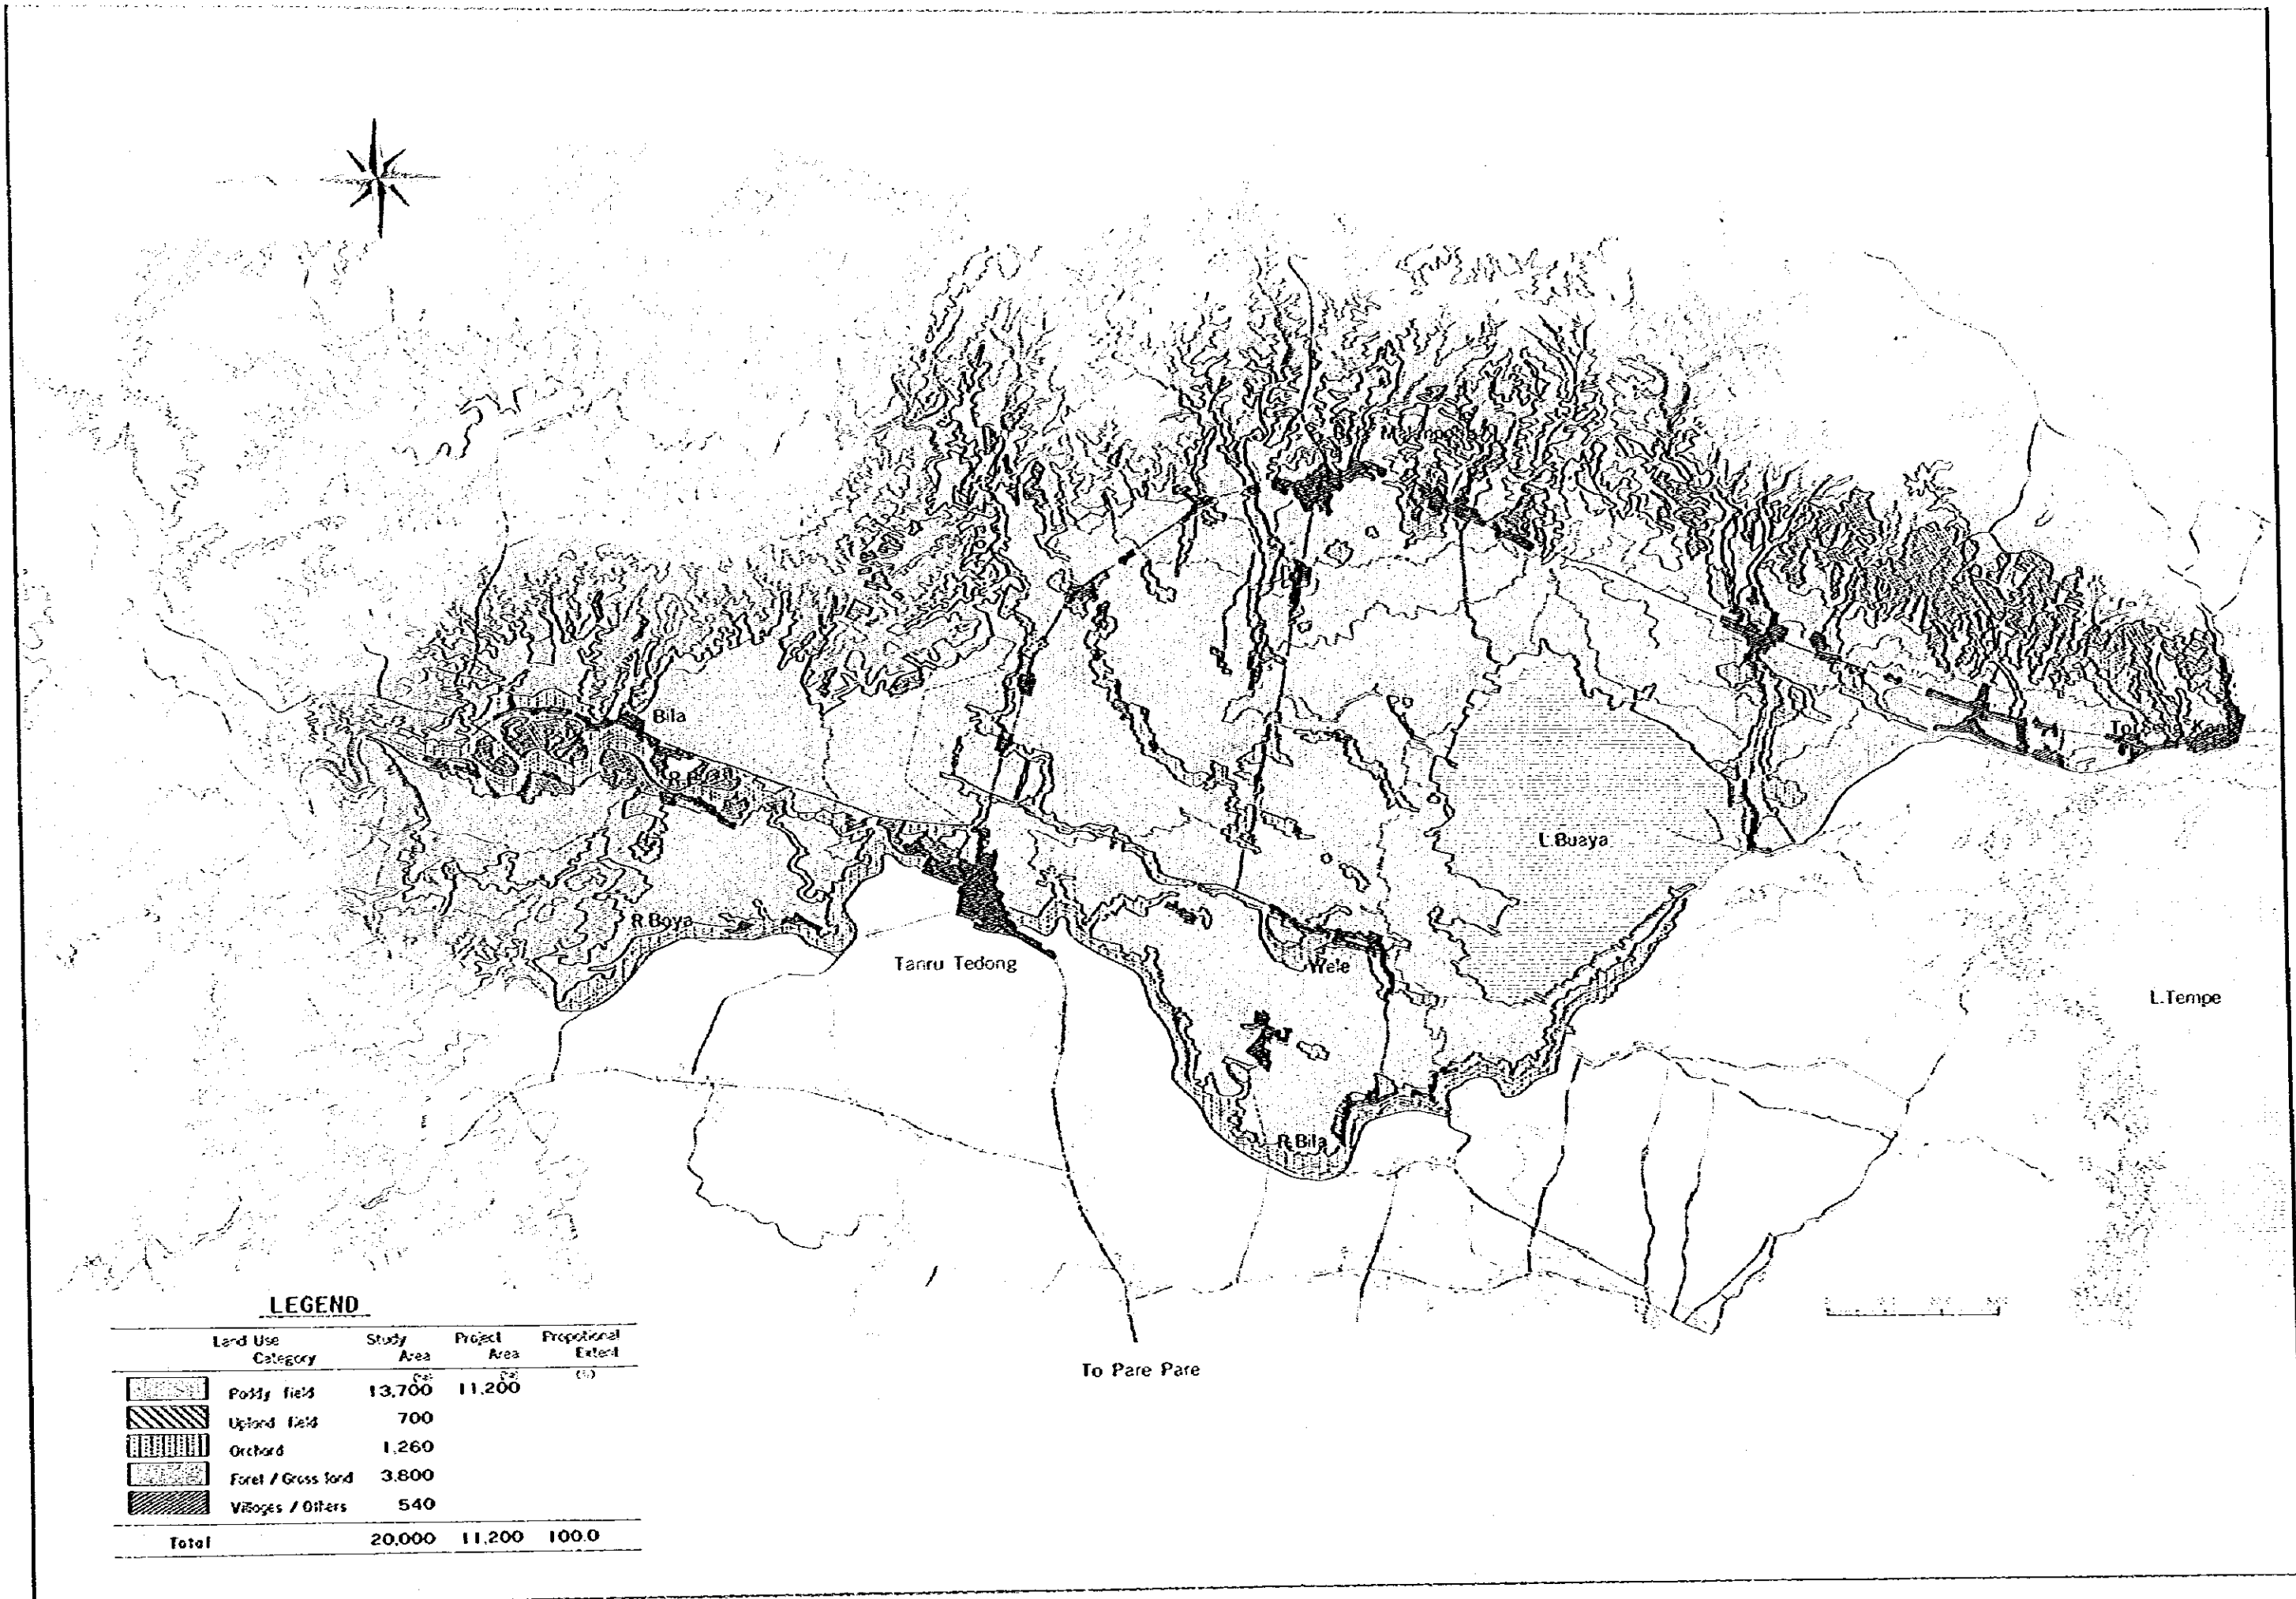 Bila
L.Buaya
R.Boya
Tanru Tedong
Wele
L.Tempe
R.Bila
To Pare Pare
LEGEND
Land Use Category Study Area Project Area Propotional Extent
Paddy field 13,700 11,200
Upland field 700
Orchard 1,260
Foret / Grass land 3,800
Villages / Others 540
Total 20,000 11,200 100.0